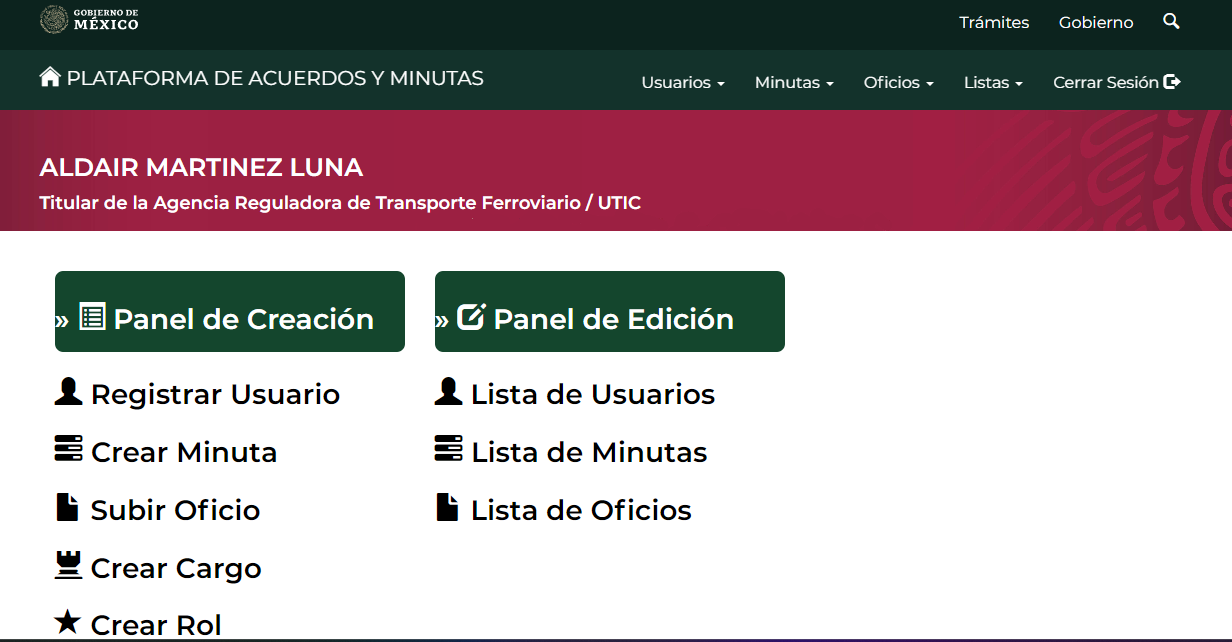 GOBIERNO DE
MÉXICO
Trámites Gobierno
PLATAFORMA DE ACUERDOS Y MINUTAS
Usuarios Minutas Oficios Listas Cerrar Sesión
ALDAIR MARTINEZ LUNA
Titular de la Agencia Reguladora de Transporte Ferroviario / UTIC
» Panel de Creación
Registrar Usuario
Crear Minuta
Subir Oficio
Crear Cargo
Crear Rol
» Panel de Edición
Lista de Usuarios
Lista de Minutas
Lista de Oficios